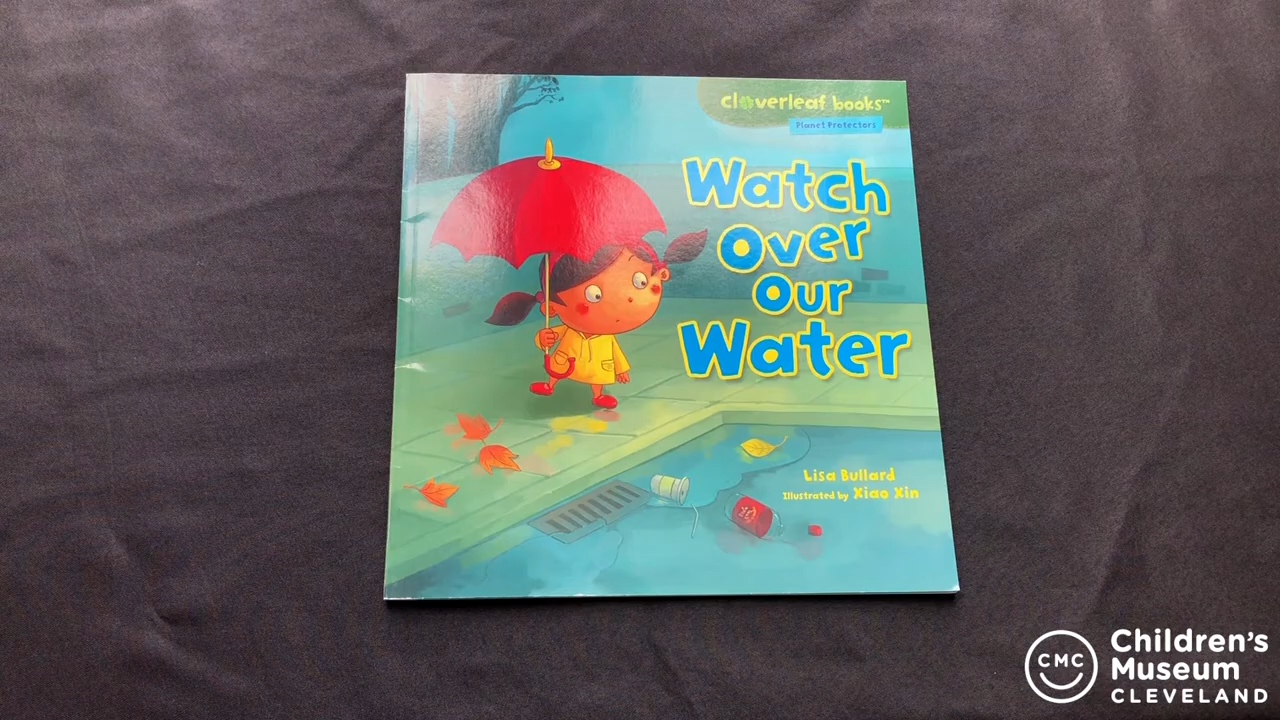 cloverleaf books™
Planet Protectors
Watch
Over
Our
Water
Lisa Bullard
Illustrated by Xiao Xin
CMC
Children's
Museum
CLEVELAND